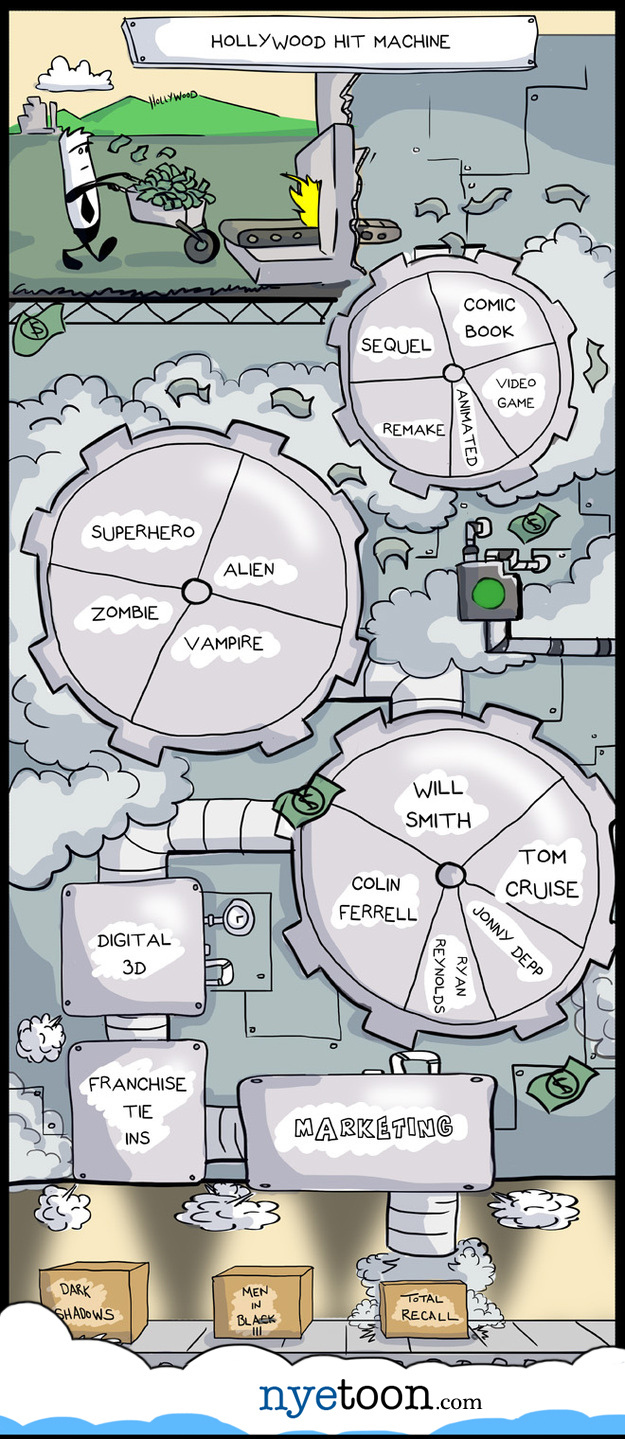 HOLLYWOOD HIT MACHINE
HOLLYWOOD
COMIC
BOOK
SEQUEL
VIDEO
GAME
REMAKE
ANIMATED
SUPERHERO
ALIEN
ZOMBIE
VAMPIRE
WILL
SMITH
TOM
CRUISE
COLIN
FERRELL
JONNY DEPP
RYAN
REYNOLDS
DIGITAL
3D
FRANCHISE
TIE
INS
MARKETING
DARK
SHADOWS
MEN
IN
BLACK
III
TOTAL
RECALL
nyetoon.com